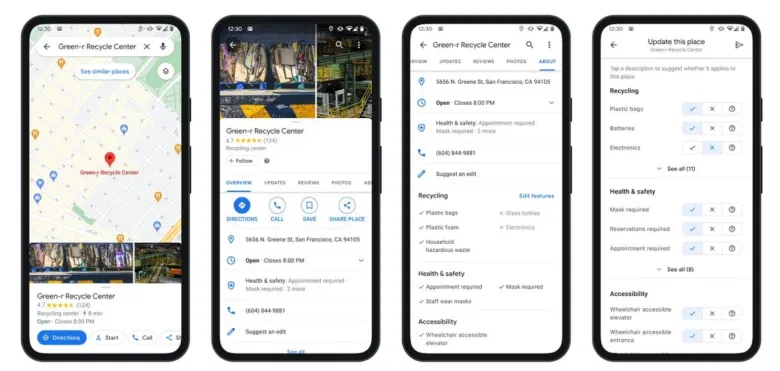 12:30
Green-r Recycle Center
See similar places
Green-r Recycle Center
Green-r Recycle Center
4.7 (124)
Recycling center · 8 min
Open · Closes 8:00 PM
Directions
Start
Call
12:30
Green-r Recycle Center
4.7 (124)
Recycling center
+ Follow
OVERVIEW
UPDATES
REVIEWS
PHOTOS
AB
DIRECTIONS
CALL
SAVE
SHARE PLACE
5656 N. Greene St, San Francisco, CA 94105
Open · Closes 8:00 PM
Health & safety: Appointment required ·
Mask required · 2 more
(604) 844-9881
Suggest an edit
See all
12:30
Green-r Recycle Center
RVIEW
UPDATES
REVIEWS
PHOTOS
ABOUT
5656 N. Greene St, San Francisco, CA 94105
Open · Closes 8:00 PM
Health & safety: Appointment required ·
Mask required · 2 more
(604) 844-9881
Suggest an edit
Recycling
Edit features
Plastic bags
Glass bottles
Plastic foam
Electronics
Household
hazardous waste
Health & safety
Appointment required
Mask required
Staff wear masks
Accessibility
Wheelchair accessible
elevator
12:30
Update this place
Green-r Recycle Center
Tap a description to suggest whether it applies to
this place
Recycling
Plastic bags
Batteries
Electronics
See all (11)
Health & safety
Mask required
Reservations required
Appointment required
See all (8)
Accessibility
Wheelchair accessible
elevator
Wheelchair accessible
entrance